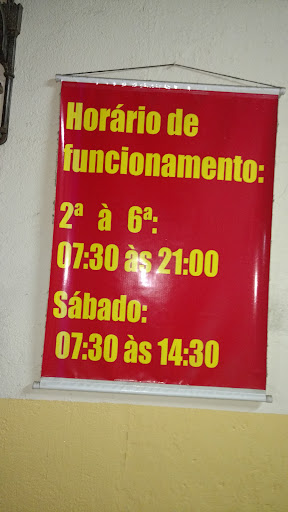 Horário de
funcionamento:
2ª à 6ª:
07:30 às 21:00
Sábado:
07:30 às 14:30